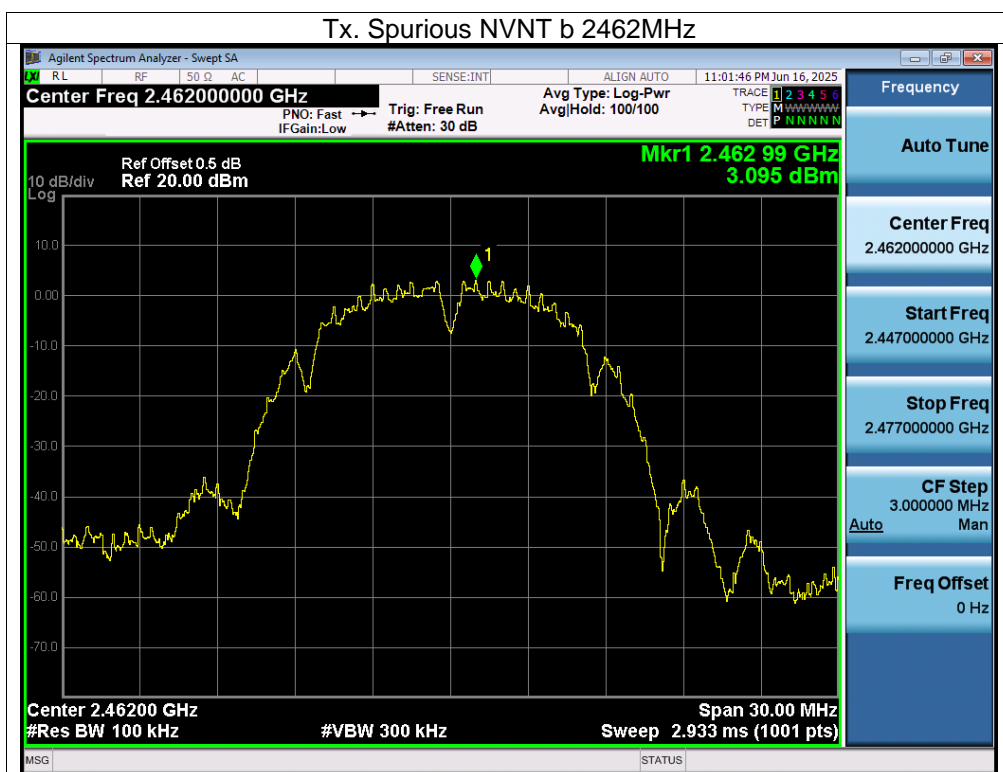 Tx. Spurious NVNT b 2462MHz
Agilent Spectrum Analyzer - Swept SA
LXI RL RF 50 Ω AC SENSE:INT ALIGN AUTO 11:01:46 PM Jun 16, 2025
Center Freq 2.462000000 GHz
PNO: Fast
IFGain:Low
Trig: Free Run
#Atten: 30 dB
Avg Type: Log-Pwr
Avg|Hold: 100/100
TRACE 1 2 3 4 5 6
TYPE M WWWWW
DET P N N N N N
Mkr1 2.462 99 GHz
3.095 dBm
Ref Offset 0.5 dB
10 dB/div Ref 20.00 dBm
Log
1
10.0
0.00
-10.0
-20.0
-30.0
-40.0
-50.0
-60.0
-70.0
Center 2.46200 GHz Span 30.00 MHz
#Res BW 100 kHz #VBW 300 kHz Sweep 2.933 ms (1001 pts)
MSG STATUS
Frequency
Auto Tune
Center Freq
2.462000000 GHz
Start Freq
2.447000000 GHz
Stop Freq
2.477000000 GHz
CF Step
3.000000 MHz
Auto Man
Freq Offset
0 Hz